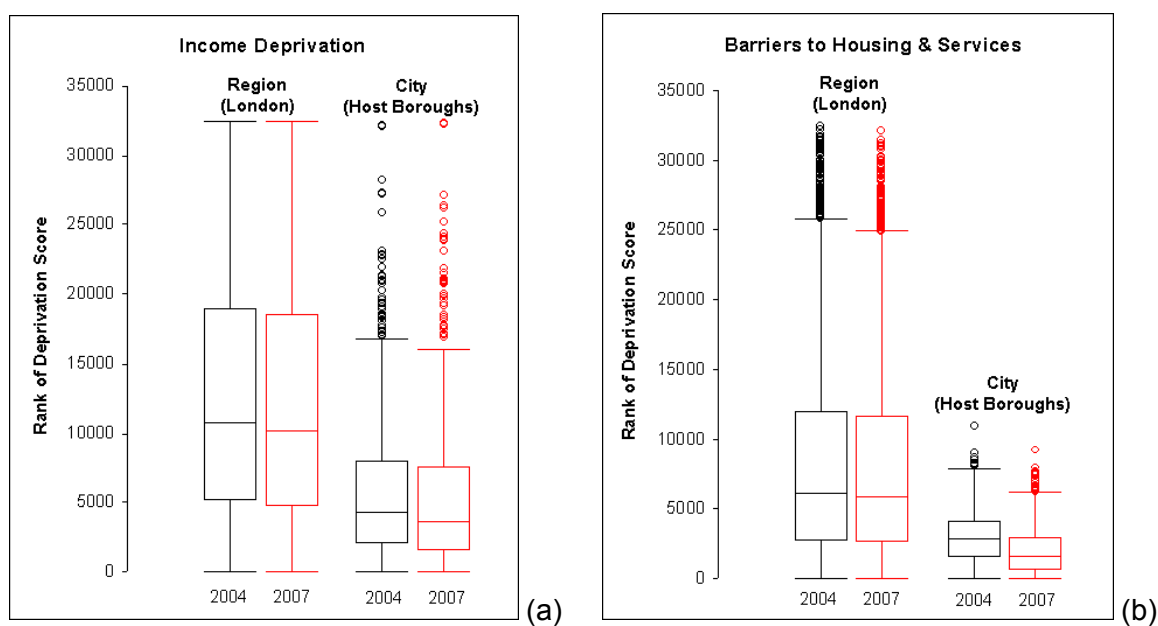 Income Deprivation
Region
(London)
City
(Host Boroughs)
Rank of Deprivation Score
35000
30000
25000
20000
15000
10000
5000
0
2004 2007 2004 2007
(a)
Barriers to Housing & Services
Region
(London)
City
(Host Boroughs)
Rank of Deprivation Score
35000
30000
25000
20000
15000
10000
5000
0
2004 2007 2004 2007
(b)